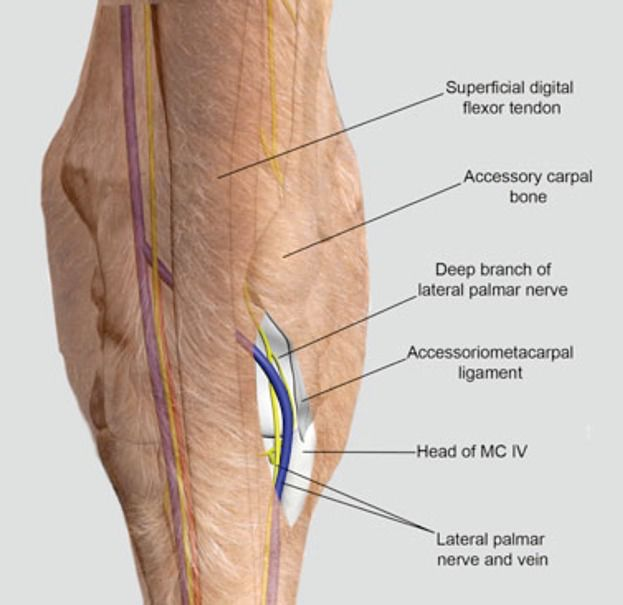 Superficial digital
flexor tendon
Accessory carpal
bone
Deep branch of
lateral palmar nerve
Accessoriometacarpal
ligament
Head of MC IV
Lateral palmar
nerve and vein